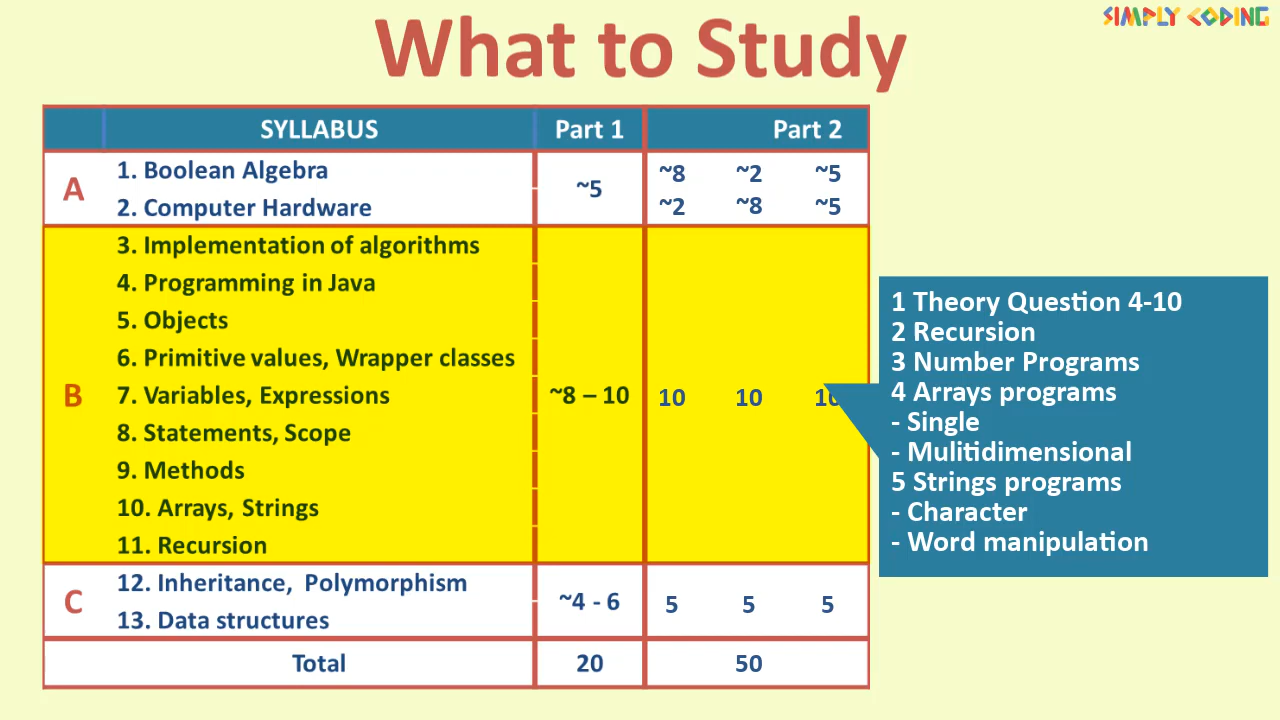 SIMPLY CODING
What to Study
SYLLABUS Part 1 Part 2
A
1. Boolean Algebra ~5 ~8 ~2 ~5
2. Computer Hardware ~2 ~8 ~5
B
3. Implementation of algorithms
4. Programming in Java
5. Objects
6. Primitive values, Wrapper classes
7. Variables, Expressions ~8 – 10 10 10 10
8. Statements, Scope
9. Methods
10. Arrays, Strings
11. Recursion
C
12. Inheritance, Polymorphism ~4 - 6 5 5 5
13. Data structures
Total 20 50
1 Theory Question 4-10
2 Recursion
3 Number Programs
4 Arrays programs
- Single
- Mulitidimensional
5 Strings programs
- Character
- Word manipulation